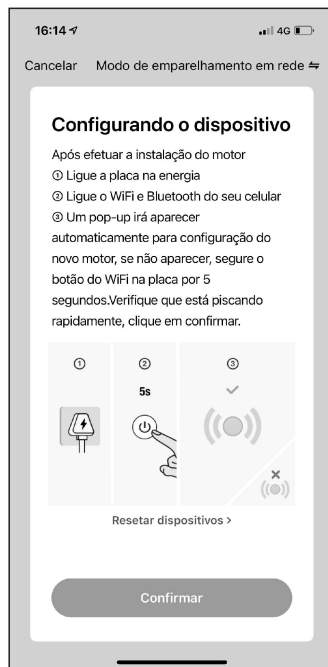 16:14 4G
Cancelar Modo de emparelhamento em rede
Configurando o dispositivo
Após efetuar a instalação do motor
① Ligue a placa na energia
② Ligue o WiFi e Bluetooth do seu celular
③ Um pop-up irá aparecer
automaticamente para configuração do
novo motor, se não aparecer, segure o
botão do WiFi na placa por 5
segundos.Verifique que está piscando
rapidamente, clique em confirmar.
① ② ③
5s
Resetar dispositivos >
Confirmar